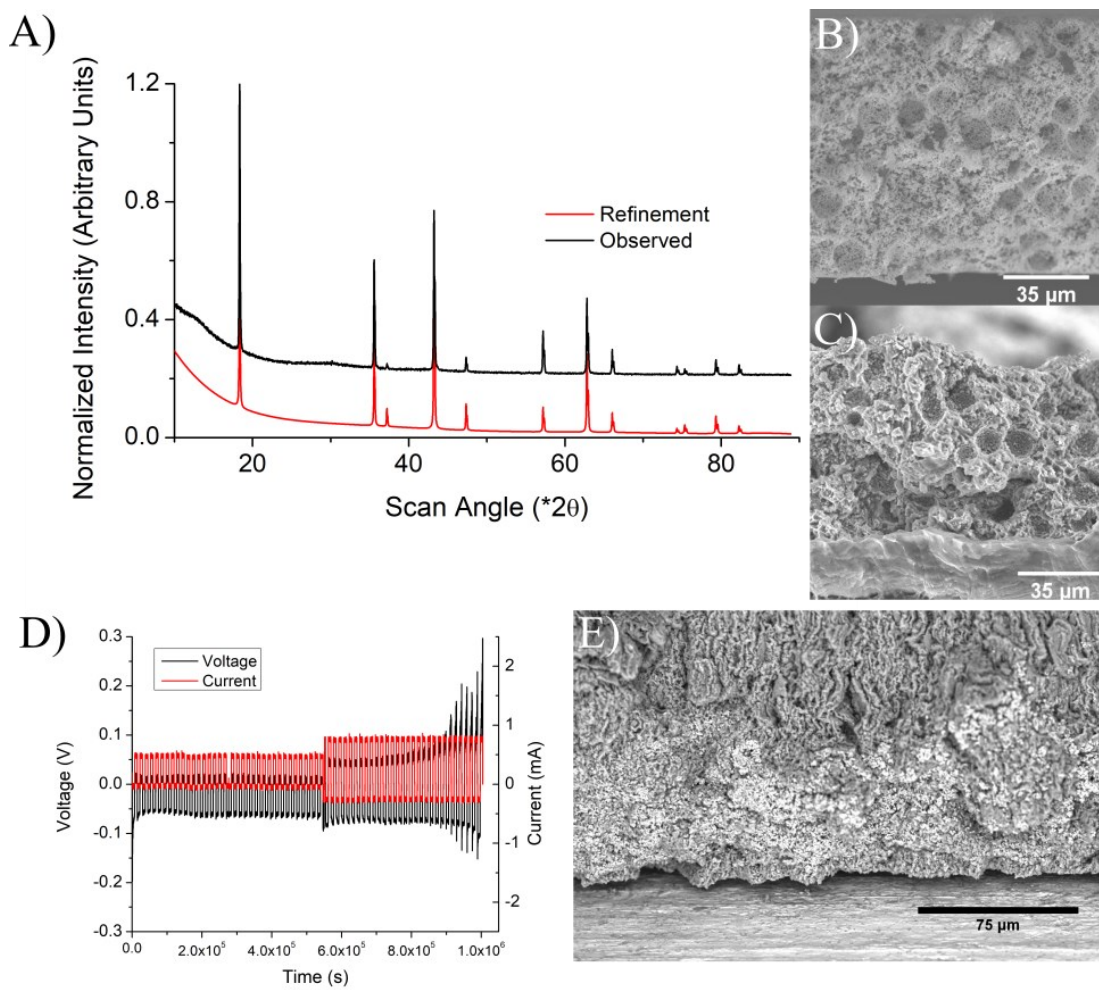 A)
Normalized Intensity (Arbitrary Units)
1.2
0.8
0.4
0.0
20
40
60
80
Scan Angle (*2θ)
Refinement
Observed
B)
35 µm
C)
35 µm
D)
Voltage (V)
0.3
0.2
0.1
0.0
-0.1
-0.2
-0.3
Voltage
Current
2
1
0
-1
-2
Current (mA)
0.0
2.0x10⁵
4.0x10⁵
6.0x10⁵
8.0x10⁵
1.0x10⁶
Time (s)
E)
75 µm